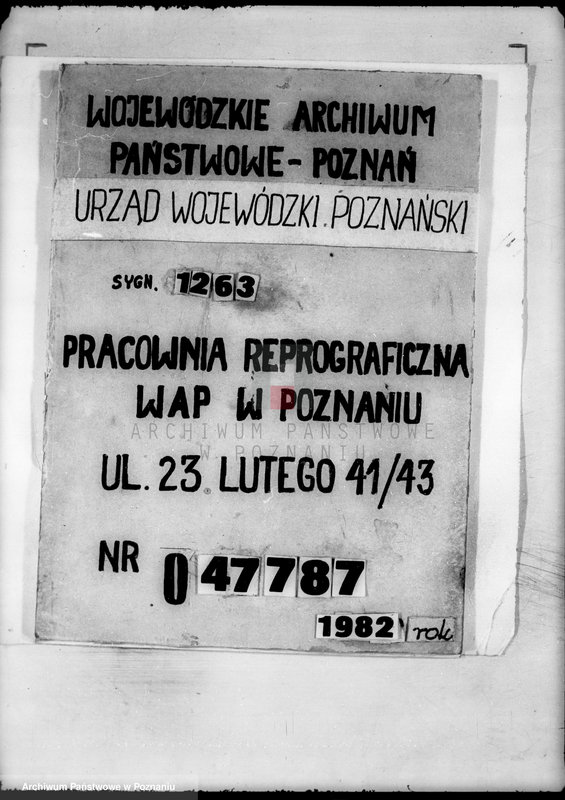 WOJEWÓDZKIE ARCHIWUM
PAŃSTWOWE - POZNAŃ
URZĄD WOJEWÓDZKI.POZNAŃSKI
SYGN. 1263
PRACOWNIA REPROGRAFICZNA
WAP W POZNANIU
ARCHIWUM PAŃSTWOWE
W POZNANIU
UL. 23 LUTEGO 41/43
NR 047787
1982 rok
Archiwum Państwowe w Poznaniu